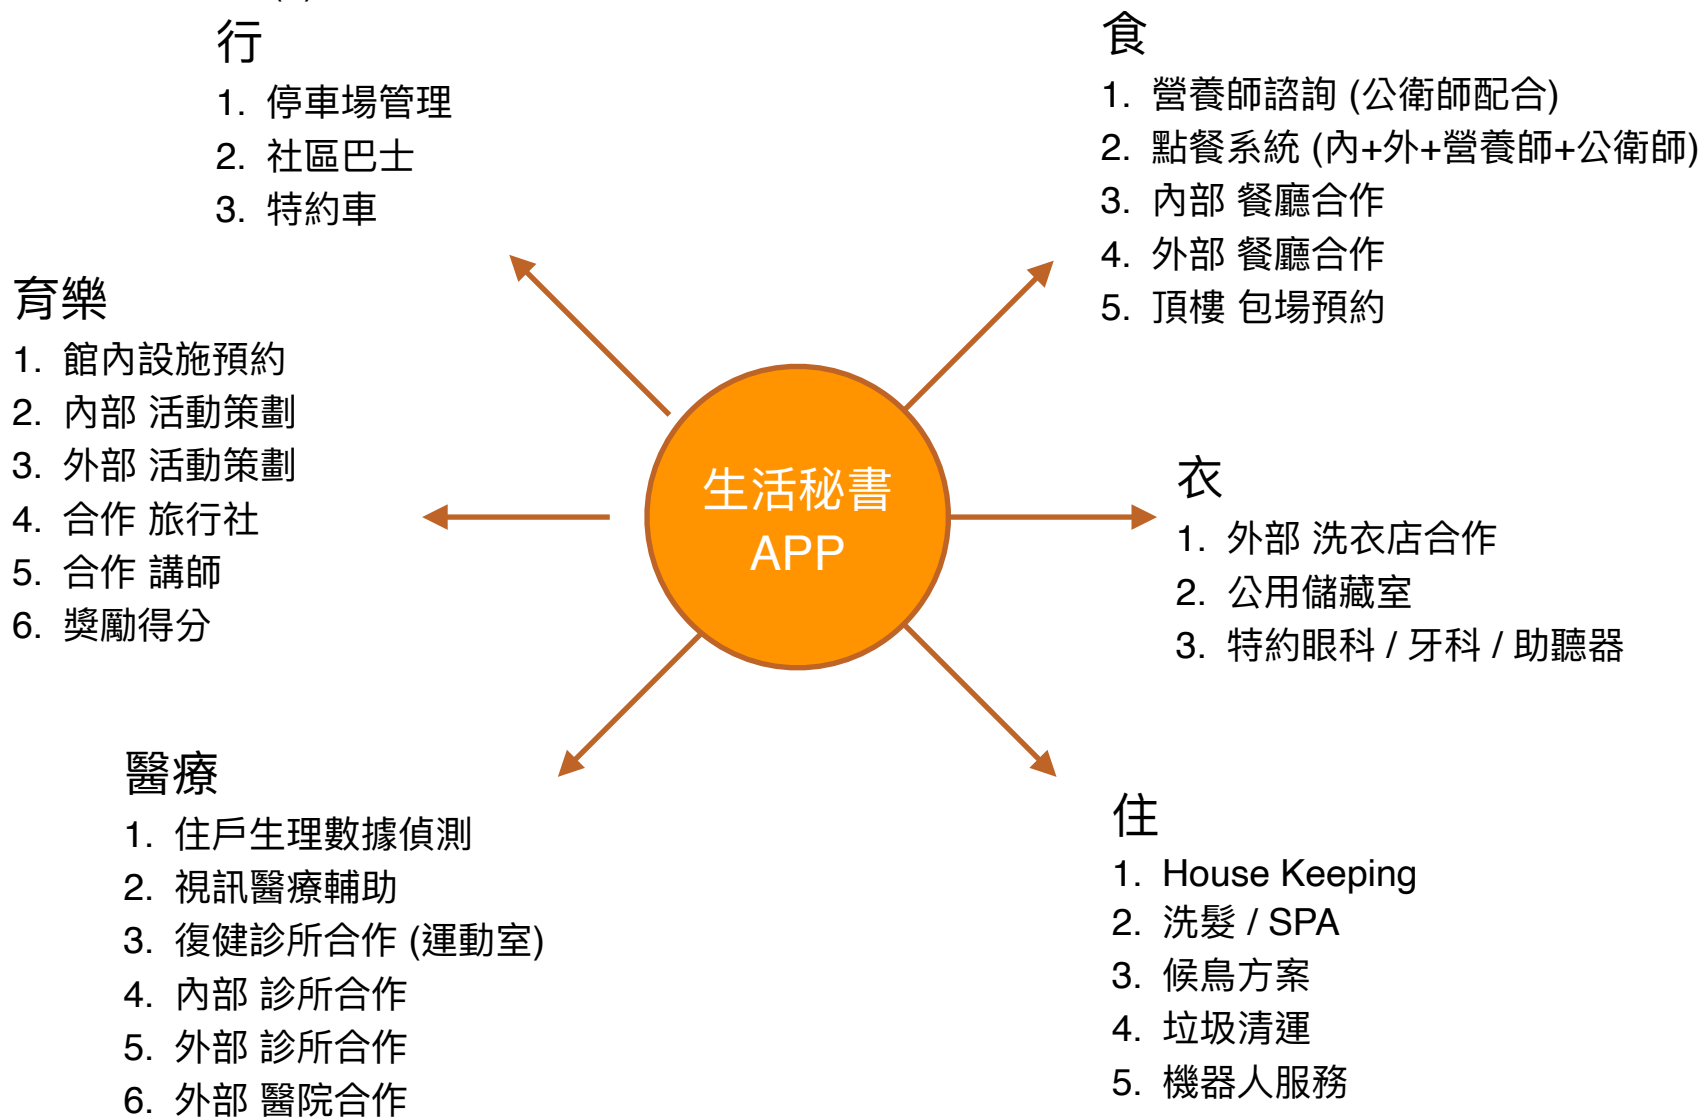 行
1. 停車場管理
2. 社區巴士
3. 特約車
食
1. 營養師諮詢 (公衛師配合)
2. 點餐系統 (內+外+營養師+公衛師)
3. 內部 餐廳合作
4. 外部 餐廳合作
5. 頂樓 包場預約
育樂
1. 館內設施預約
2. 內部 活動策劃
3. 外部 活動策劃
4. 合作 旅行社
5. 合作 講師
6. 獎勵得分
生活秘書
APP
衣
1. 外部 洗衣店合作
2. 公用儲藏室
3. 特約眼科 / 牙科 / 助聽器
醫療
1. 住戶生理數據偵測
2. 視訊醫療輔助
3. 復健診所合作 (運動室)
4. 內部 診所合作
5. 外部 診所合作
6. 外部 醫院合作
住
1. House Keeping
2. 洗髮 / SPA
3. 候鳥方案
4. 垃圾清運
5. 機器人服務